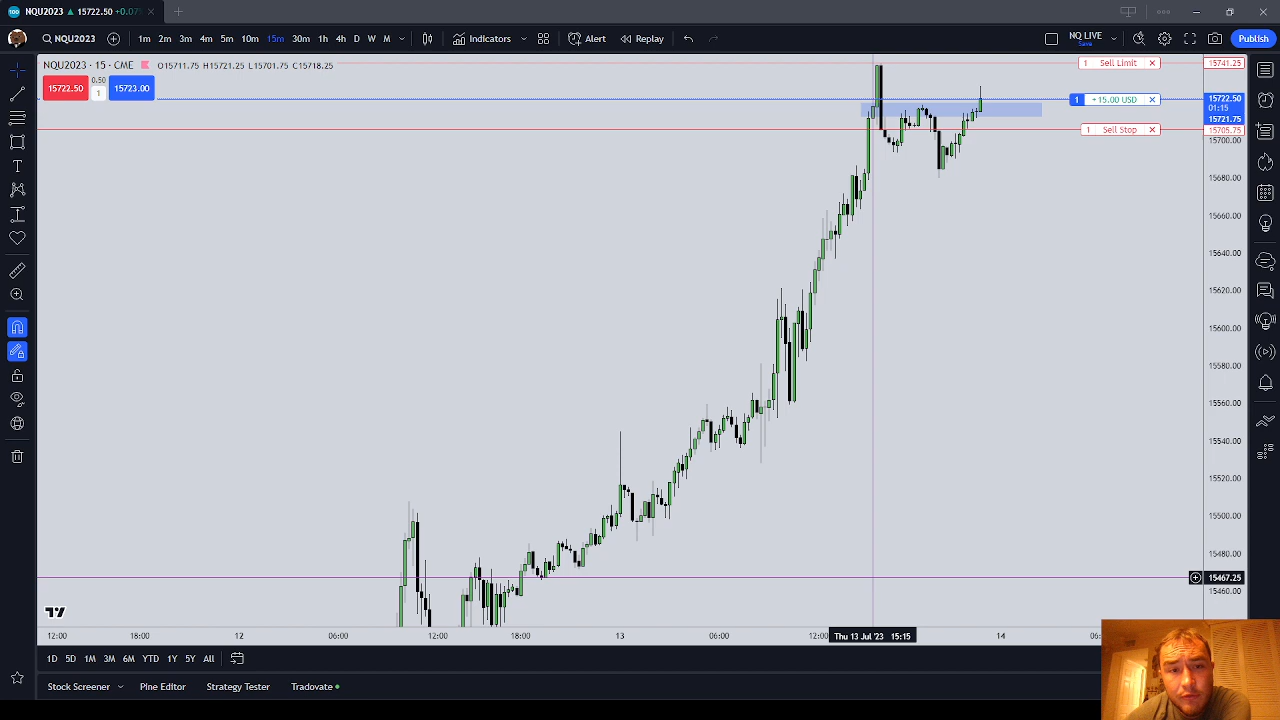 NQU2023 ▲ 15722.50 +0.07
NQU2023 1m 2m 3m 4m 5m 10m 15m 30m 1h 4h D W M Indicators Alert Replay NQ LIVE Save Publish
NQU2023 · 15 · CME O15711.75 H15721.25 L15701.75 C15718.25
15722.50 0.50 1 15723.00
1 Sell Limit 15741.25
1 +15.00 USD 15722.50
01:15
15721.75
1 Sell Stop 15705.75
15700.00
15680.00
15660.00
15640.00
15620.00
15600.00
15580.00
15560.00
15540.00
15520.00
15500.00
15480.00
15467.25
15460.00
12:00 18:00 12 06:00 12:00 18:00 13 06:00 12:00 Thu 13 Jul '23 15:15 14
1D 5D 1M 3M 6M YTD 1Y 5Y All
Stock Screener Pine Editor Strategy Tester Tradovate